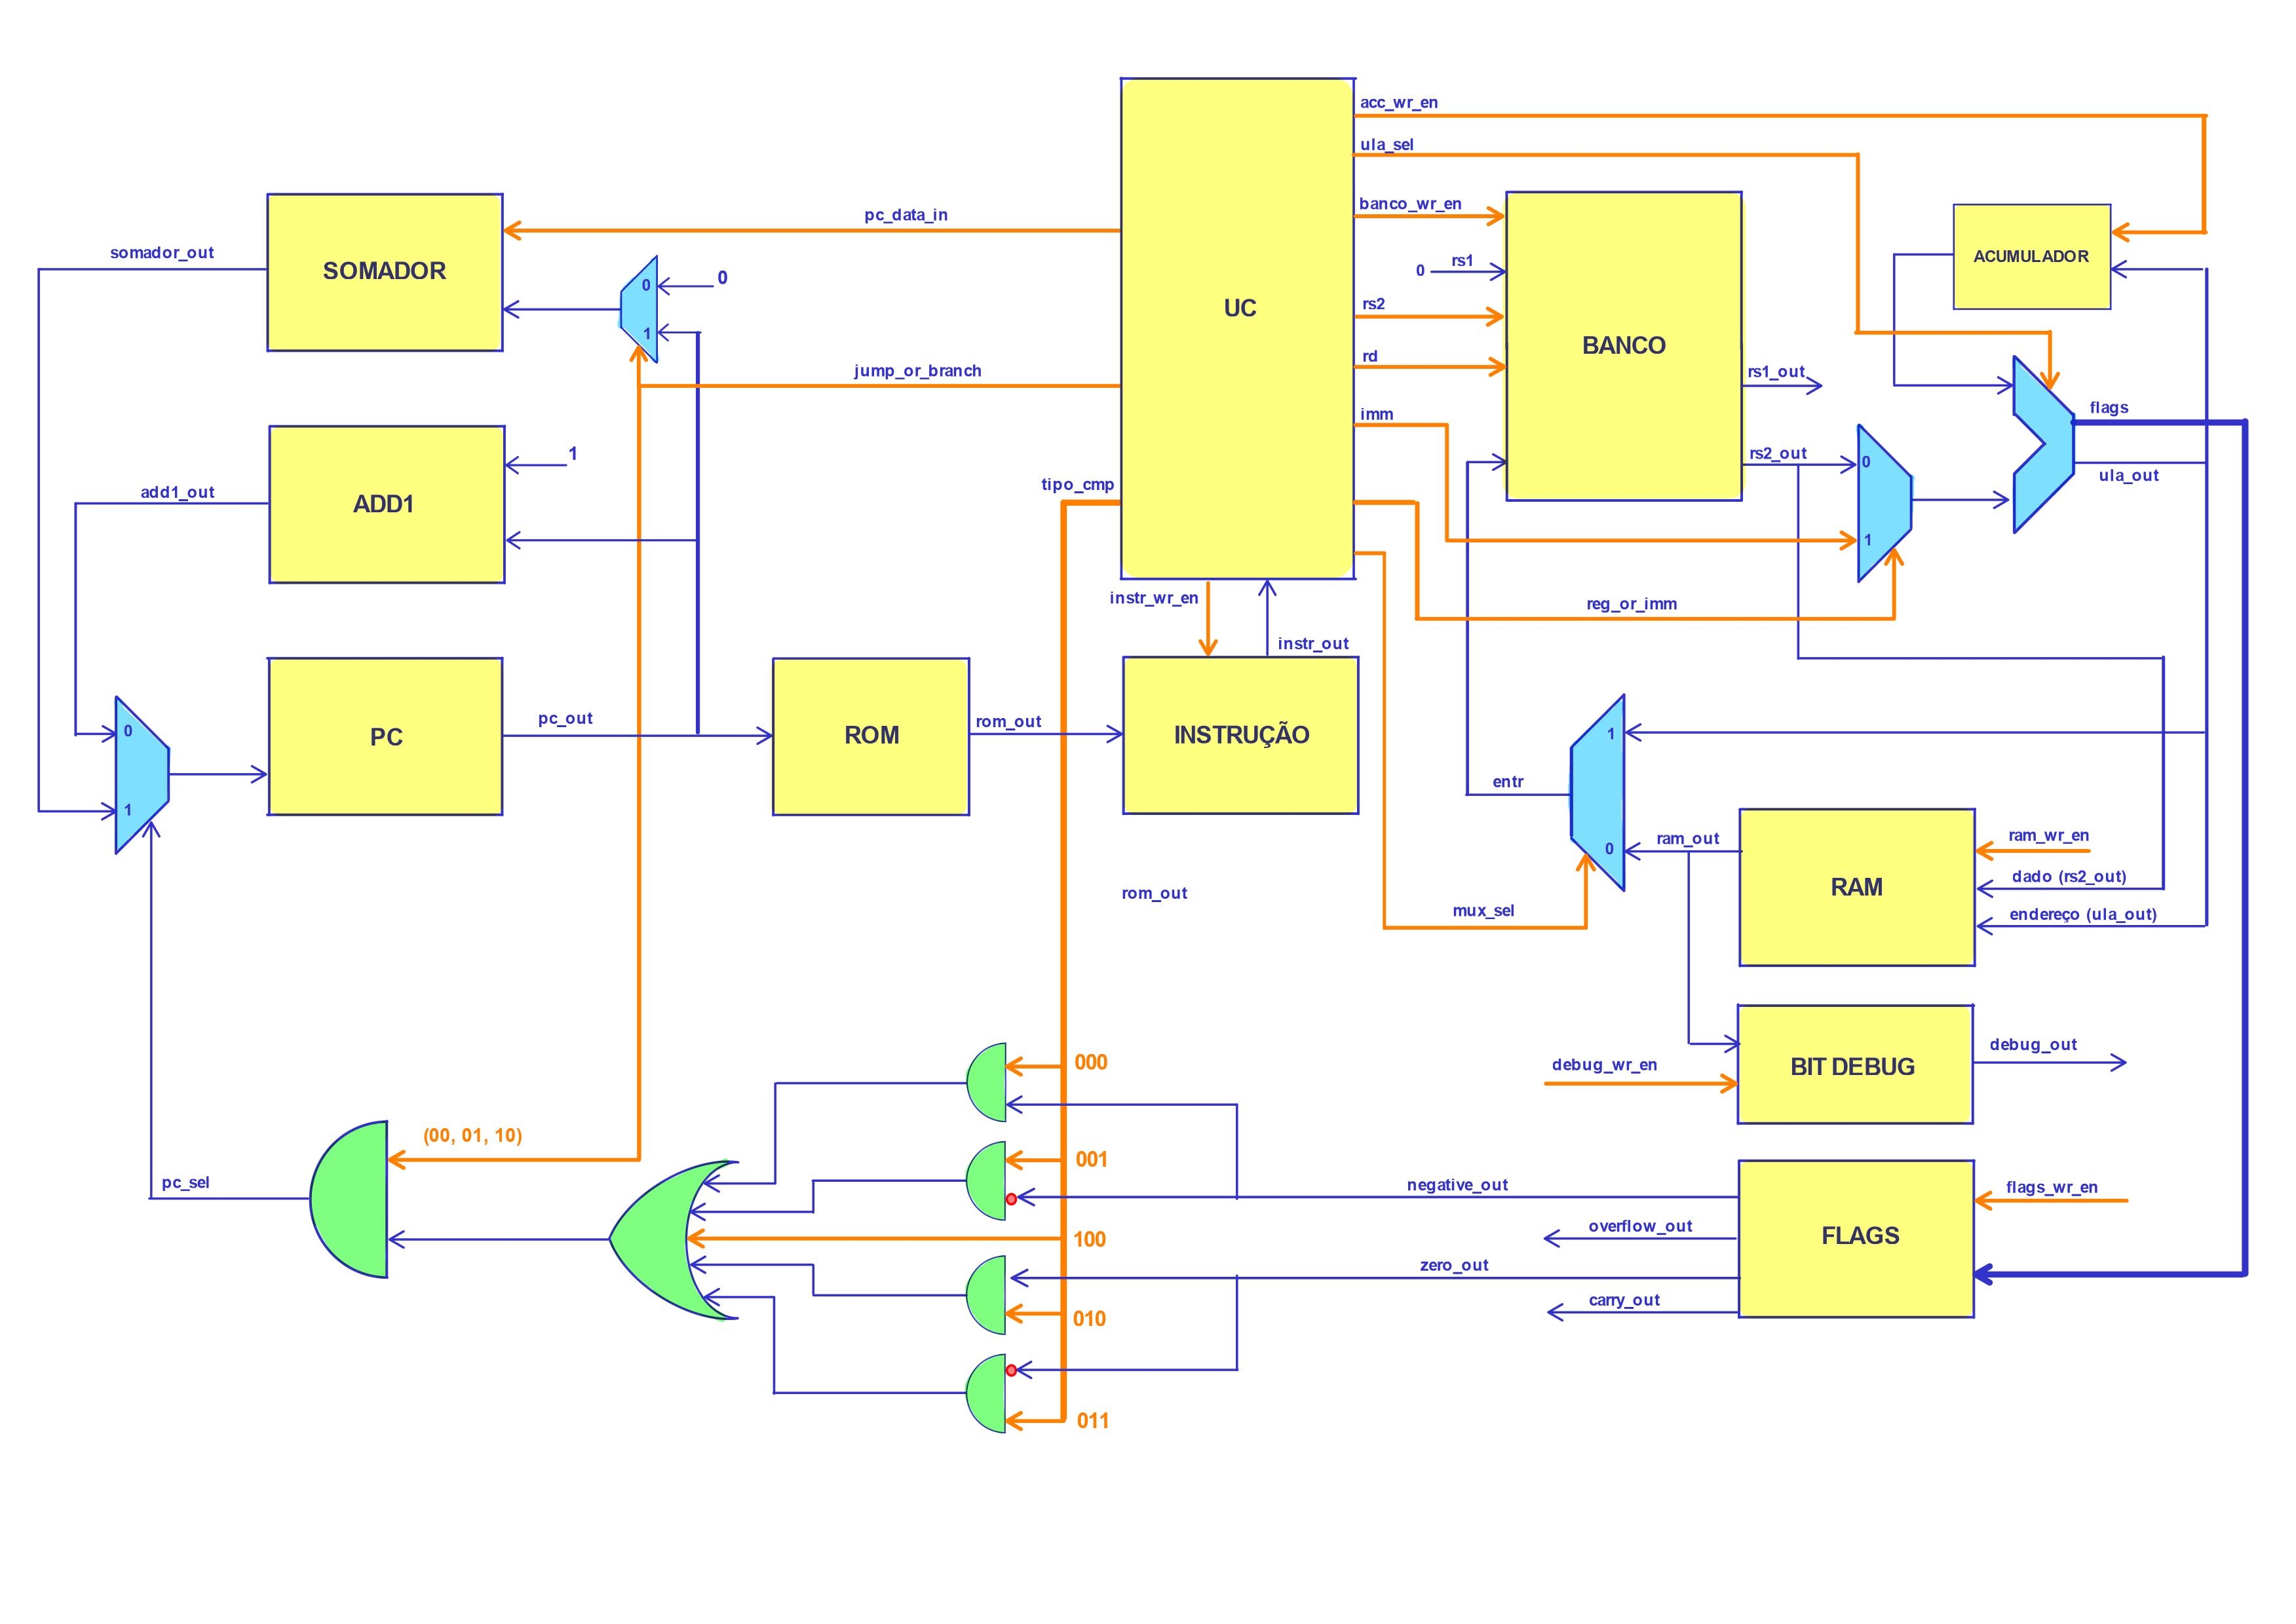 acc_wr_en
ula_sel
banco_wr_en
pc_data_in
somador_out
SOMADOR
0
0
1
UC
0
rs1
rs2
rd
imm
BANCO
ACUMULADOR
jump_or_branch
rs1_out
rs2_out
0
1
flags
ula_out
1
ADD1
add1_out
tipo_cmp
reg_or_imm
instr_wr_en
instr_out
pc_out
rom_out
0
1
PC
ROM
INSTRUÇÃO
1
0
entr
ram_out
ram_wr_en
RAM
dado (rs2_out)
endereço (ula_out)
rom_out
mux_sel
debug_wr_en
BIT DEBUG
debug_out
000
001
100
010
011
(00, 01, 10)
pc_sel
negative_out
overflow_out
zero_out
carry_out
FLAGS
flags_wr_en